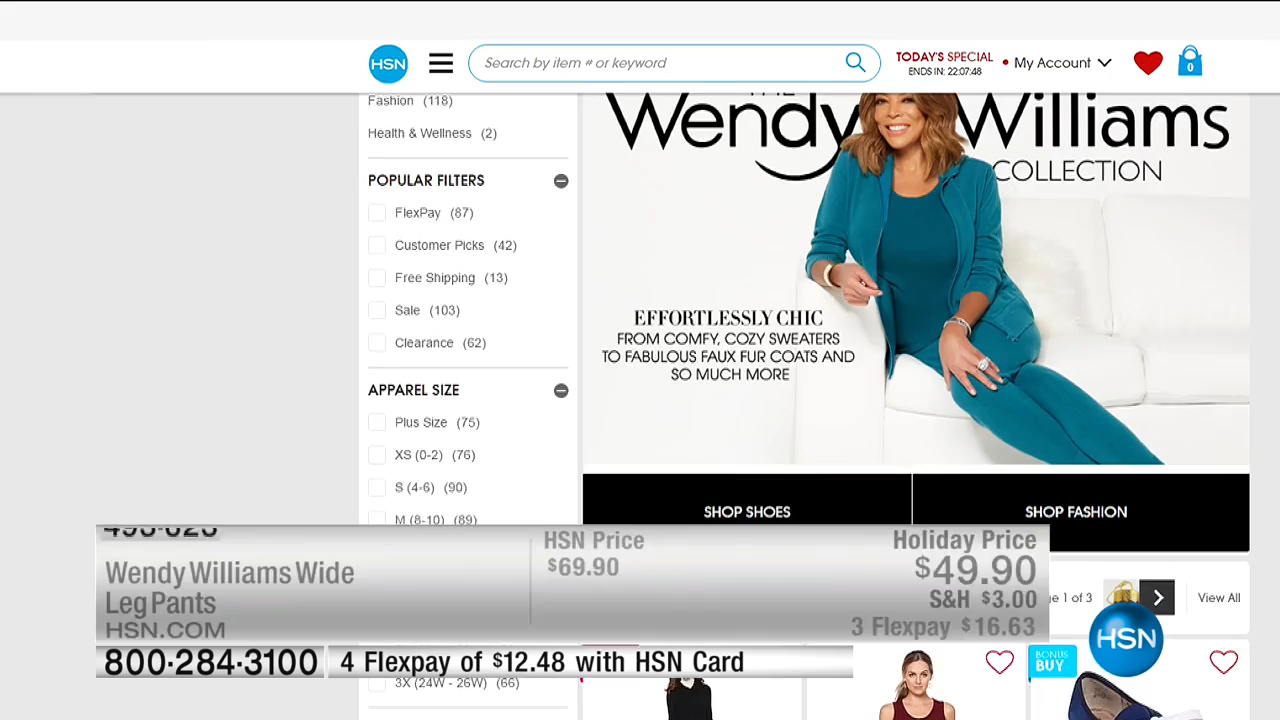 HSN
Search by item # or keyword
TODAY'S SPECIAL
ENDS IN: 22:07:48
My Account
0
Fashion (118)
Health & Wellness (2)
POPULAR FILTERS
FlexPay (87)
Customer Picks (42)
Free Shipping (13)
Sale (103)
Clearance (62)
APPAREL SIZE
Plus Size (75)
XS (0-2) (76)
S (4-6) (90)
M (8-10) (89)
3X (24W - 26W) (66)
THE
Wendy Williams
COLLECTION
EFFORTLESSLY CHIC
FROM COMFY, COZY SWEATERS
TO FABULOUS FAUX FUR COATS AND
SO MUCH MORE
SHOP SHOES
SHOP FASHION
1 of 3
View All
BONUS
BUY
Wendy Williams Wide
Leg Pants
HSN.COM
HSN Price
$69.90
Holiday Price
$49.90
S&H $3.00
3 Flexpay $16.63
800·284·3100
4 Flexpay of $12.48 with HSN Card
HSN